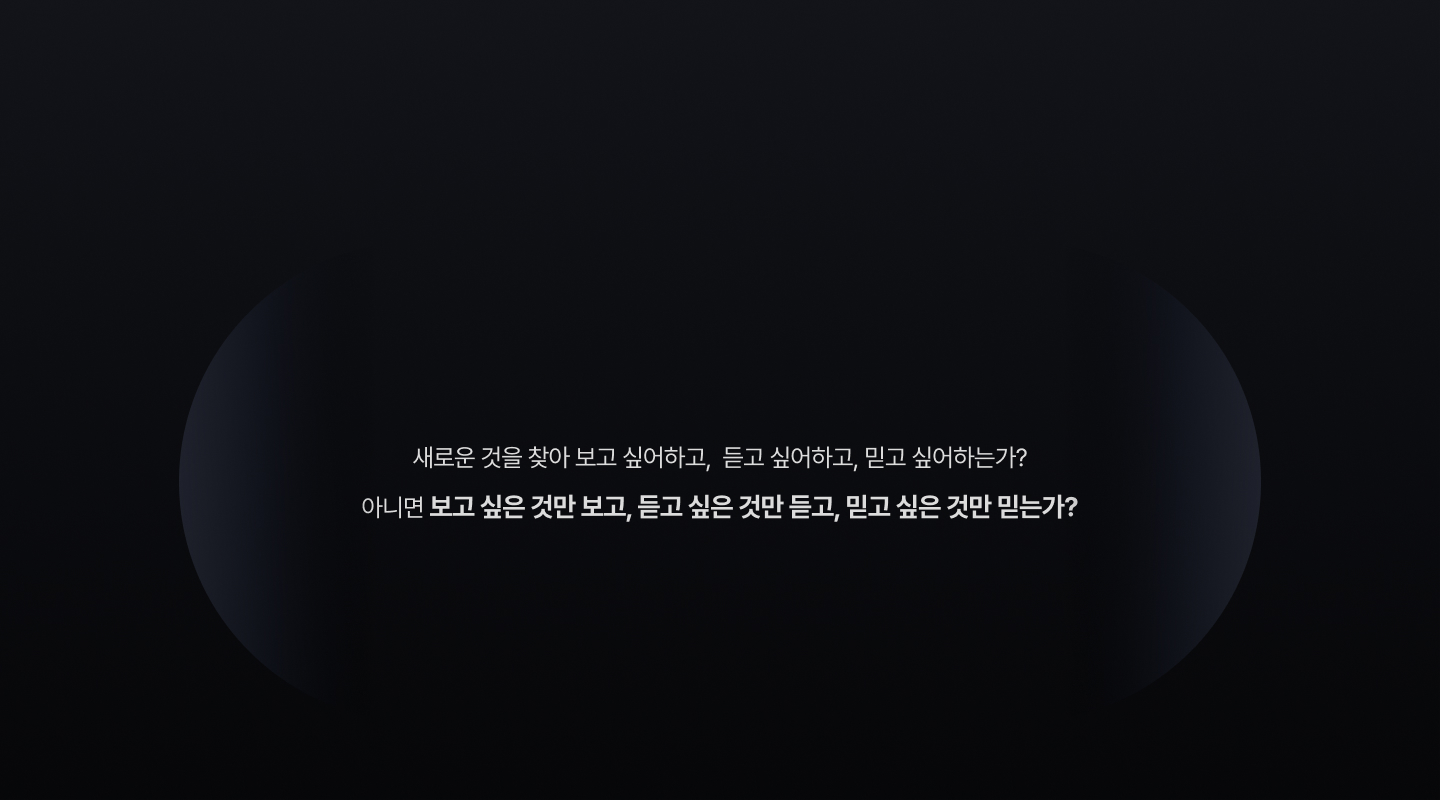 새로운 것을 찾아 보고 싶어하고,  듣고 싶어하고, 믿고 싶어하는가?
아니면 보고 싶은 것만 보고, 듣고 싶은 것만 듣고, 믿고 싶은 것만 믿는가?